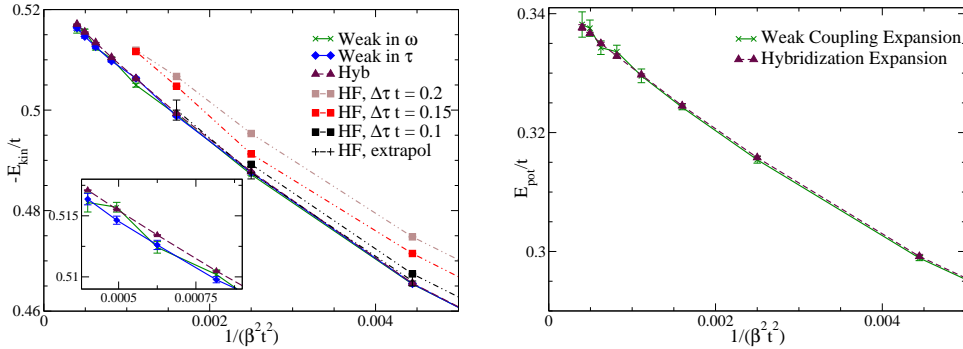 0.52
0.5
0.48
0.46
-E_kin/t
Weak in ω
Weak in τ
Hyb
HF, Δτ t = 0.2
HF, Δτ t = 0.15
HF, Δτ t = 0.1
HF, extrapol
0.515
0.51
0.0005 0.00075
0 0.002 0.004
1/(β²t²)
0.34
0.32
0.3
E_pot/t
Weak Coupling Expansion
Hybridization Expansion
0 0.002 0.004
1/(β²t²)